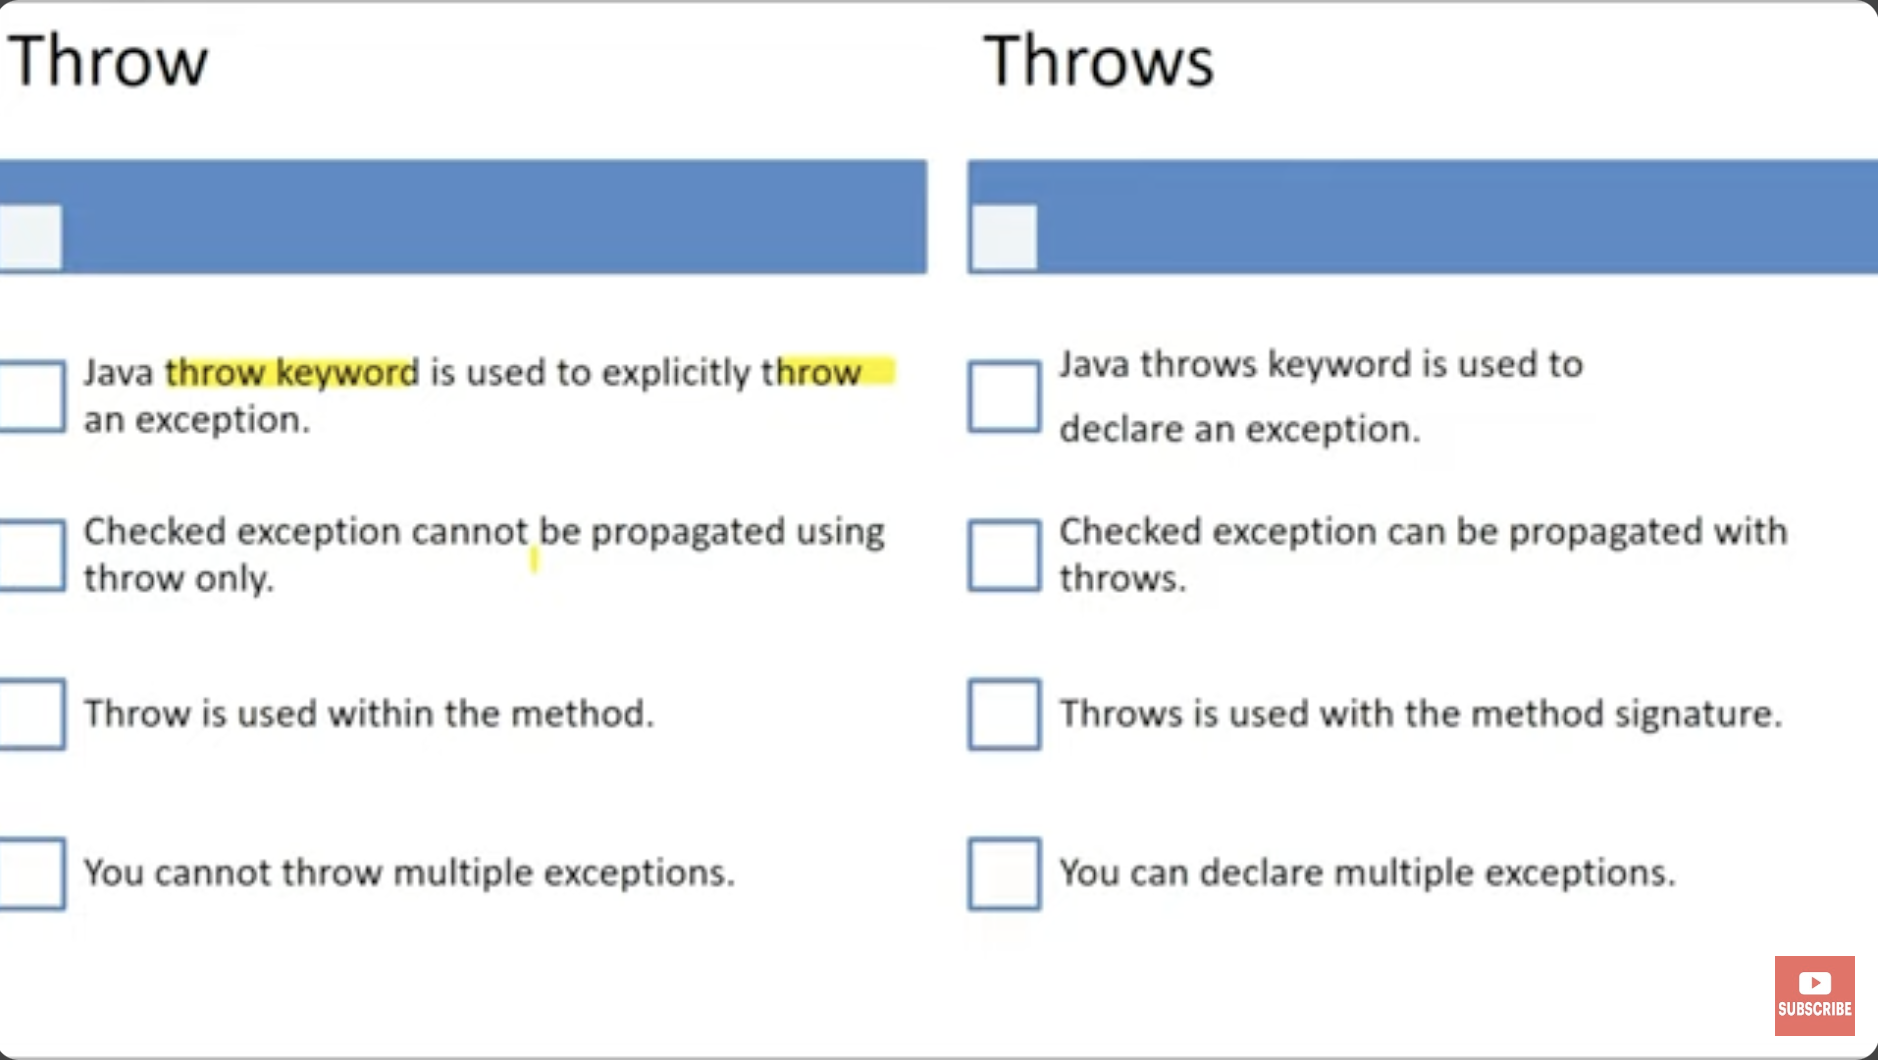 Throw
Throws
Java throw keyword is used to explicitly throw
an exception.
Checked exception cannot be propagated using
throw only.
Throw is used within the method.
You cannot throw multiple exceptions.
Java throws keyword is used to
declare an exception.
Checked exception can be propagated with
throws.
Throws is used with the method signature.
You can declare multiple exceptions.
SUBSCRIBE